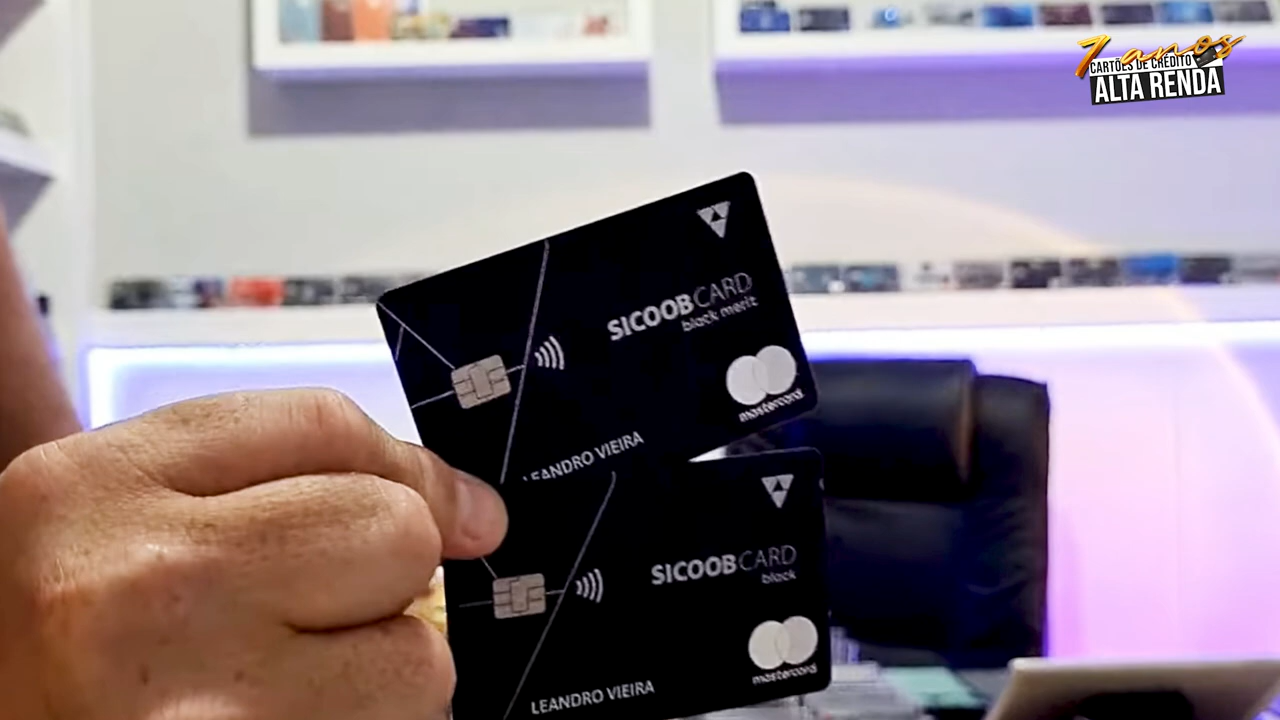 7 anos
CARTÕES DE CRÉDITO
ALTA RENDA
SICOOBCARD
black merit
mastercard
LEANDRO VIEIRA
SICOOBCARD
black
mastercard
LEANDRO VIEIRA